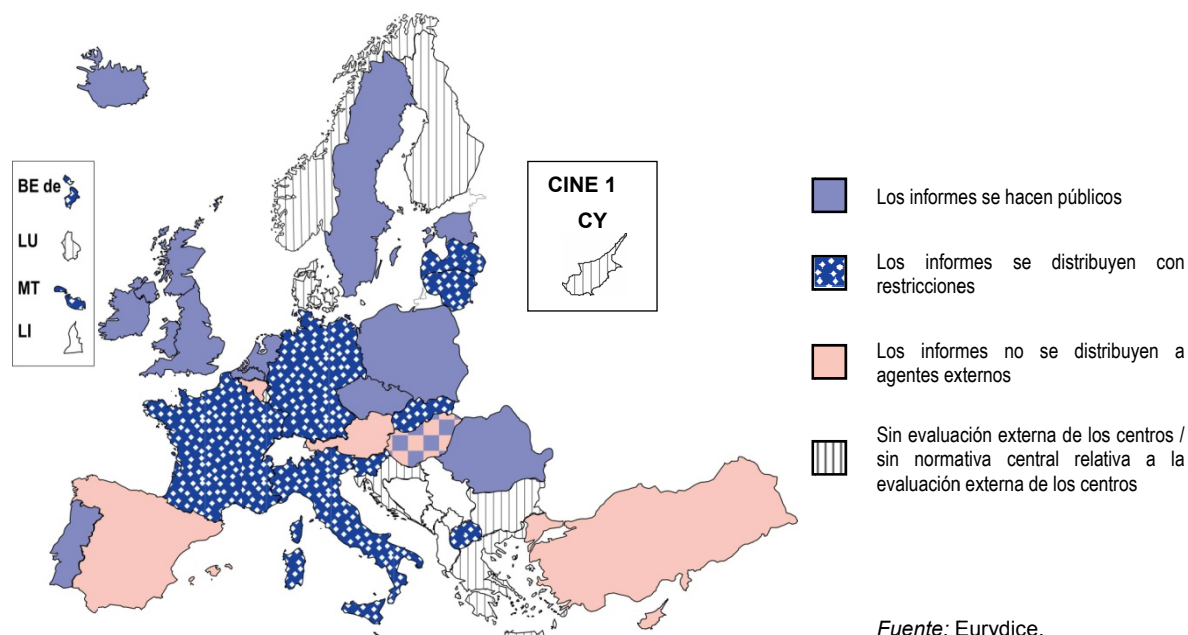 BE de
LU
MT
LI
CINE 1
CY
Los informes se hacen públicos
Los informes se distribuyen con
restricciones
Los informes no se distribuyen a
agentes externos
Sin evaluación externa de los centros /
sin normativa central relativa a la
evaluación externa de los centros
Fuente: Eurydice.